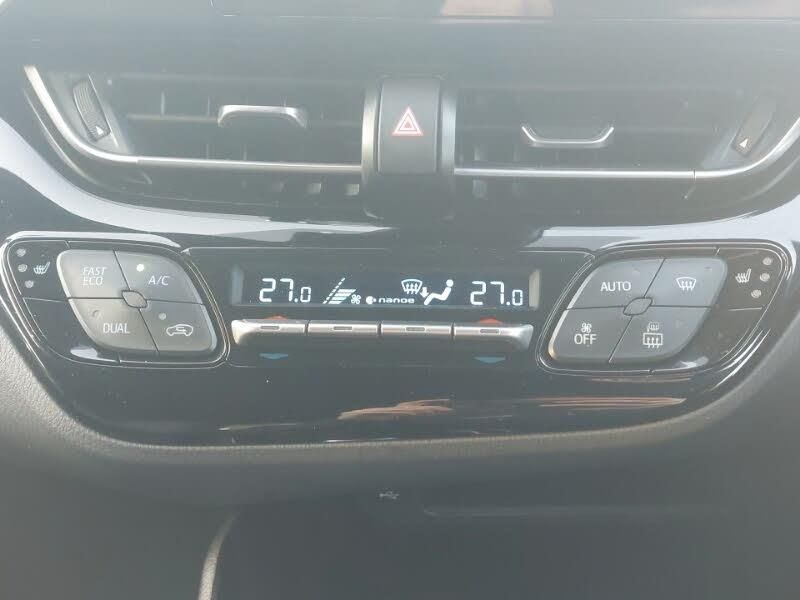 FAST
ECO
A/C
DUAL
27.0
nanoe
27.0
AUTO
OFF